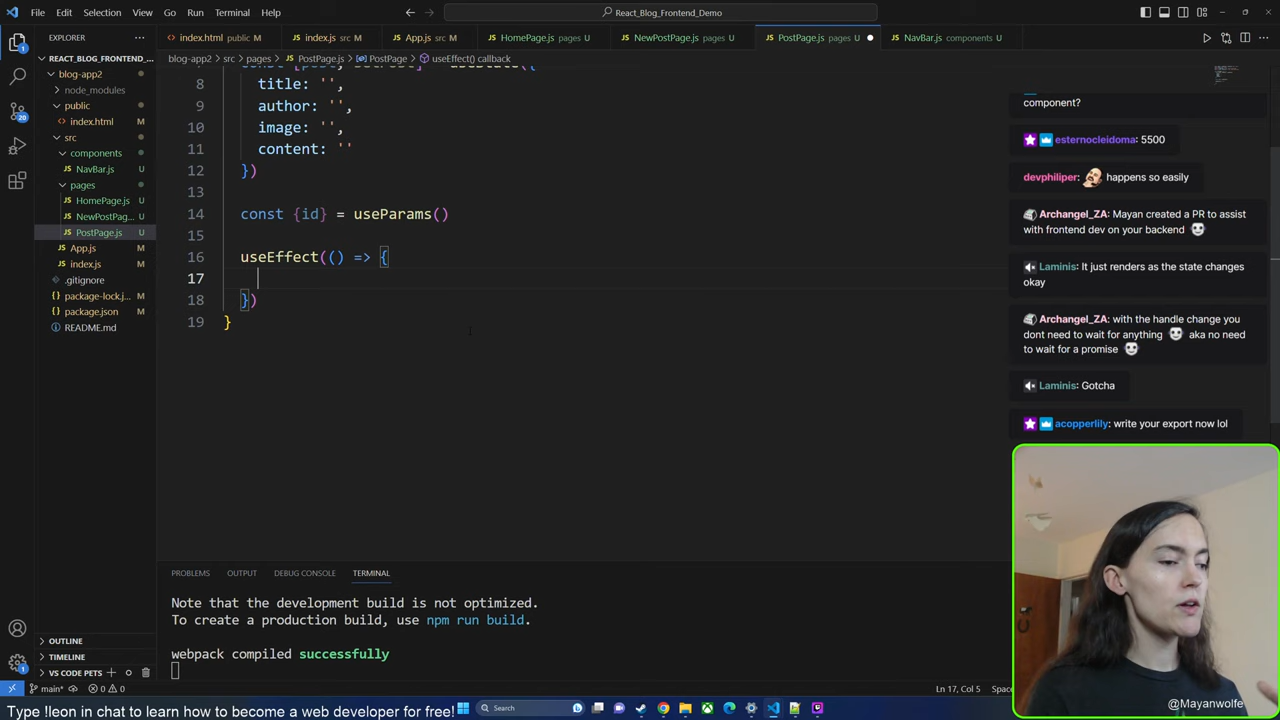 File Edit Selection View Go Run Terminal Help
React_Blog_Frontend_Demo
EXPLORER
index.html public M
index.js src M
App.js src M
HomePage.js pages U
NewPostPage.js pages U
PostPage.js pages U
NavBar.js components U
REACT_BLOG_FRONTEND_...
blog-app2 > src > pages > JS PostPage.js > PostPage > useEffect() callback
blog-app2
node_modules
public
index.html U
src
components
JS NavBar.js U
pages
JS HomePage.js U
JS NewPostPag... U
JS PostPage.js U
JS App.js U
JS index.js U
.gitignore
package-lock.j... U
package.json U
README.md
8 title: '',
9 author: '',
10 image: '',
11 content: ''
12 })
13
14 const {id} = useParams()
15
16 useEffect(() => {
17
18 })
19 }
component?
esternocleidoma: 5500
devphiliper: happens so easily
Archangel_ZA: Mayan created a PR to assist
with frontend dev on your backend
Laminis: It just renders as the state changes
okay
Archangel_ZA: with the handle change you
dont need to wait for anything aka no need
to wait for a promise
Laminis: Gotcha
acopperlily: write your export now lol
PROBLEMS OUTPUT DEBUG CONSOLE TERMINAL
Note that the development build is not optimized.
To create a production build, use npm run build.
webpack compiled successfully
OUTLINE
TIMELINE
VS CODE PETS
main* 0 0
Ln 17, Col 5
Type !leon in chat to learn how to become a web developer for free!
Search
@Mayanwolfe